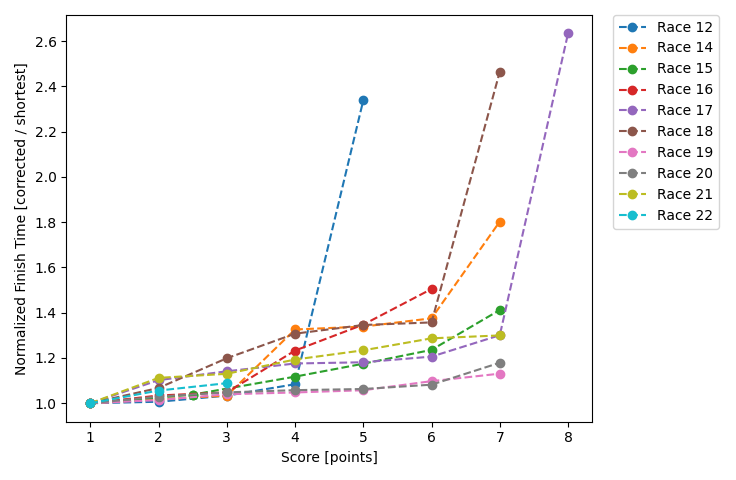 Normalized Finish Time [corrected / shortest]
2.6
2.4
2.2
2.0
1.8
1.6
1.4
1.2
1.0
1 2 3 4 5 6 7 8
Score [points]
Race 12
Race 14
Race 15
Race 16
Race 17
Race 18
Race 19
Race 20
Race 21
Race 22